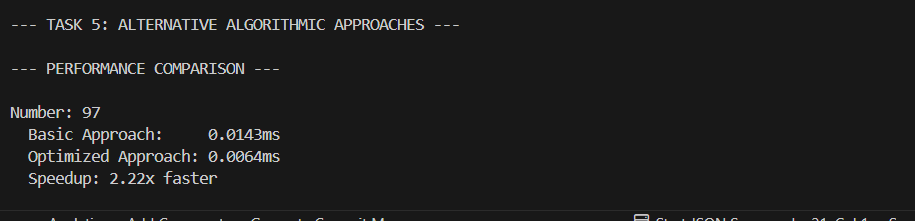 --- TASK 5: ALTERNATIVE ALGORITHMIC APPROACHES ---
--- PERFORMANCE COMPARISON ---
Number: 97
Basic Approach: 0.0143ms
Optimized Approach: 0.0064ms
Speedup: 2.22x faster